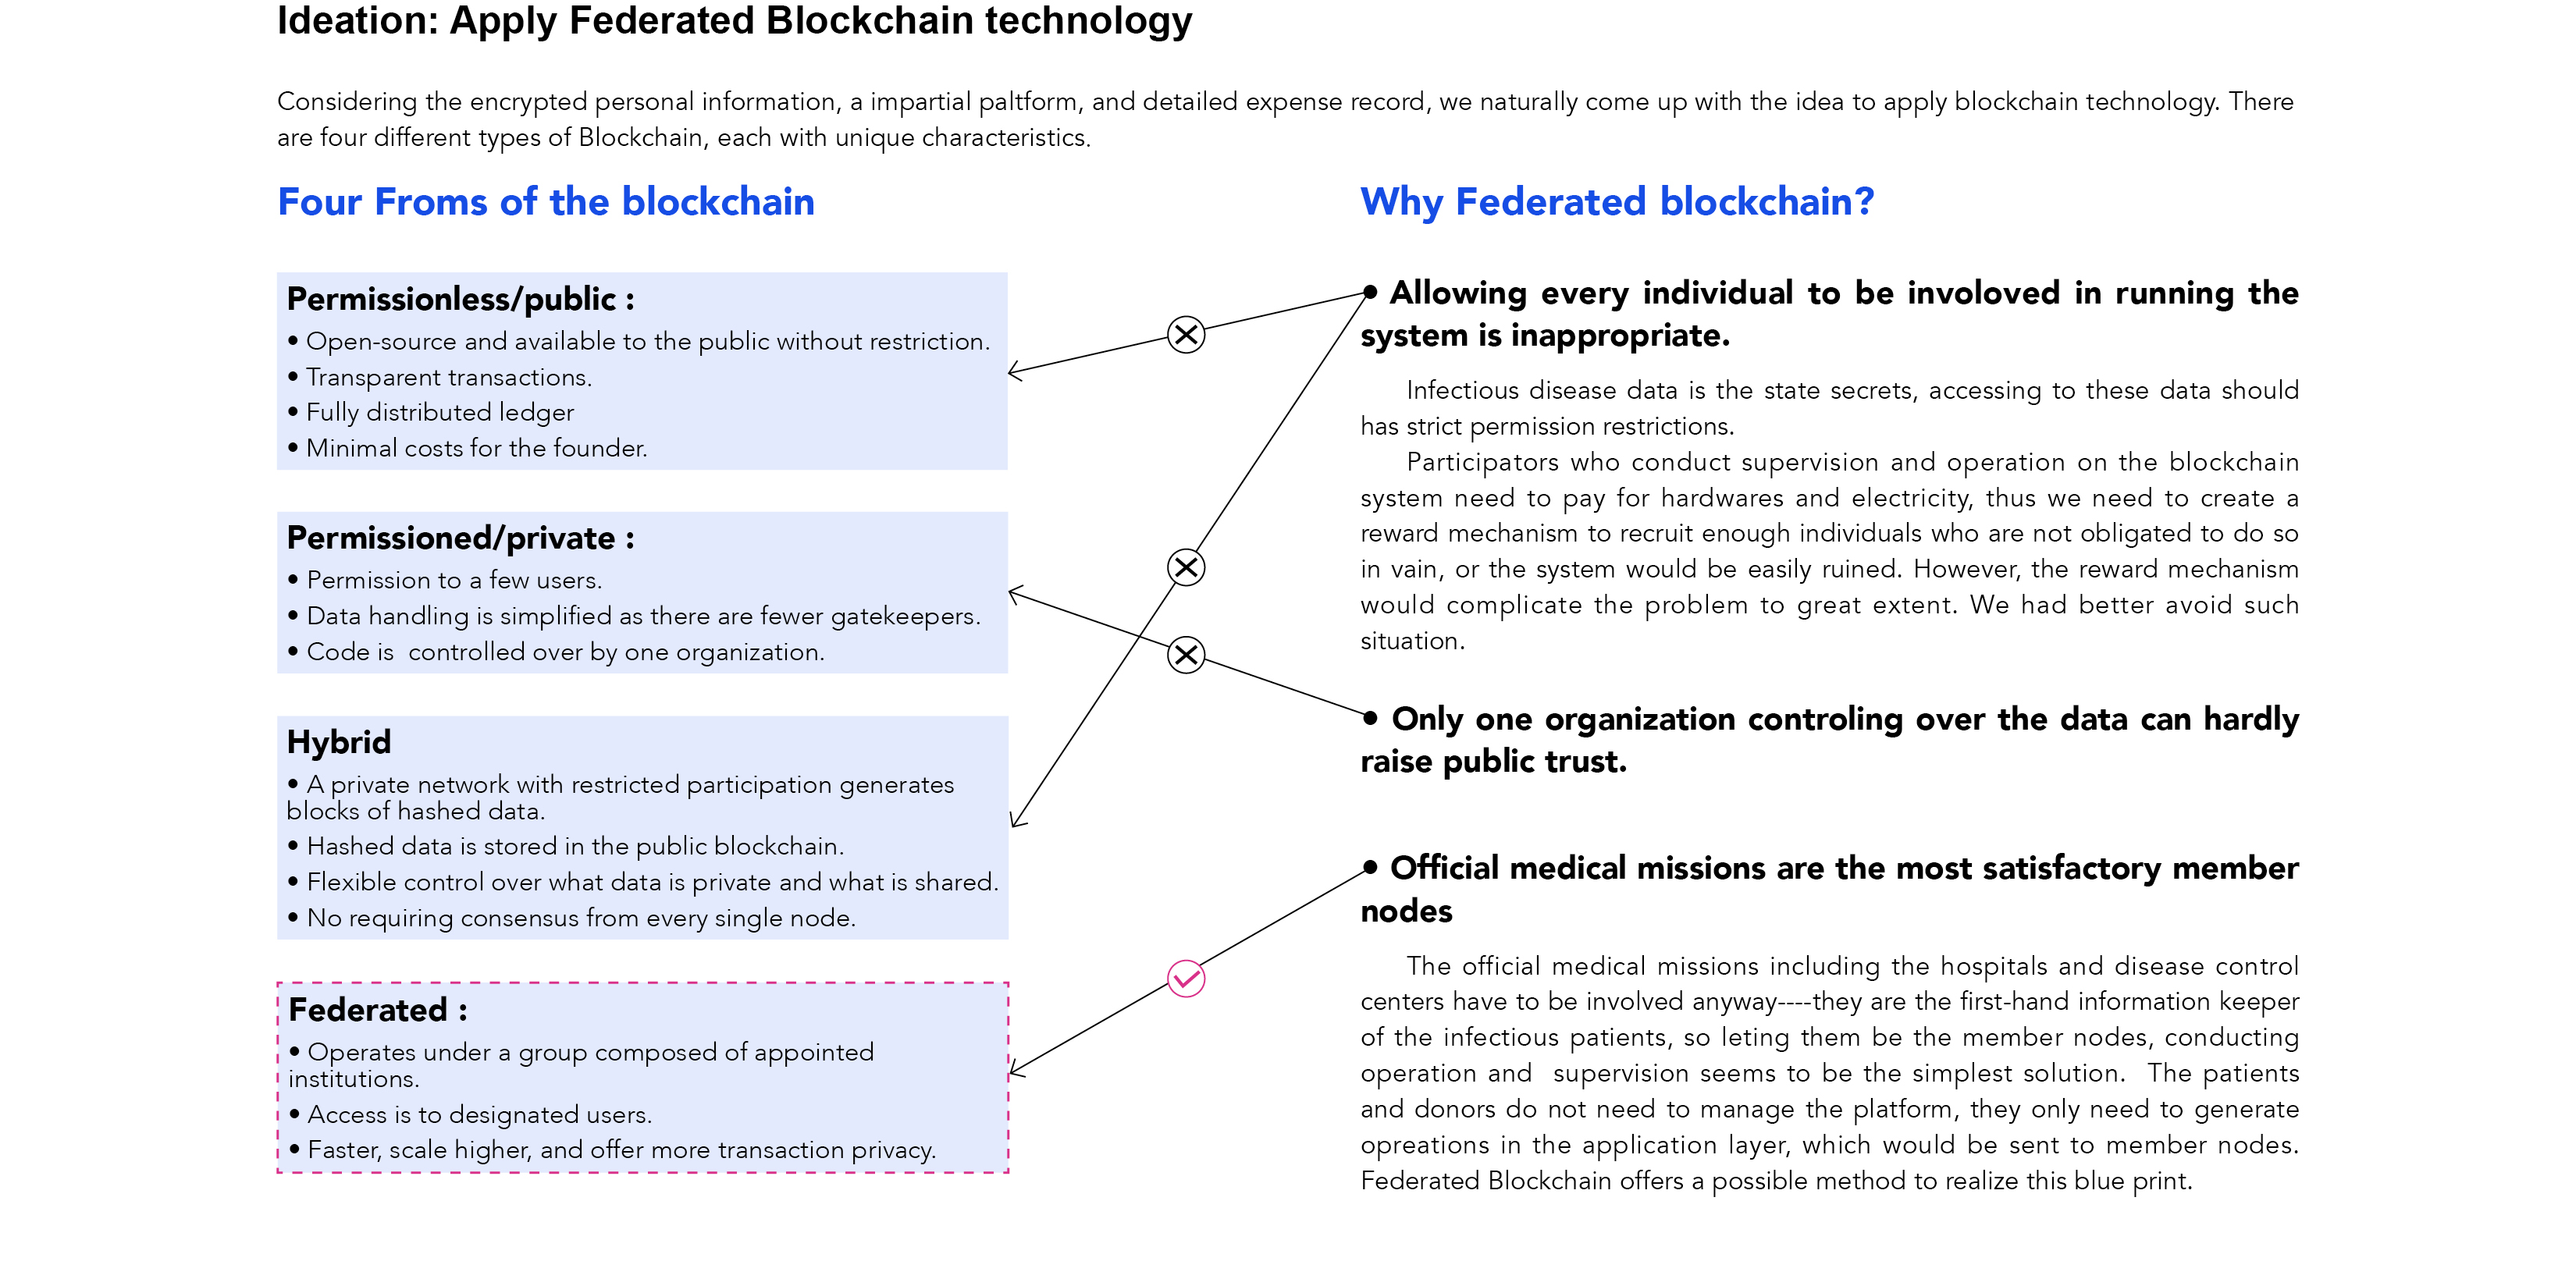 Ideation: Apply Federated Blockchain technology
Considering the encrypted personal information, a impartial paltform, and detailed expense record, we naturally come up with the idea to apply blockchain technology. There
are four different types of Blockchain, each with unique characteristics.
Four Froms of the blockchain
Permissionless/public :
• Open-source and available to the public without restriction.
• Transparent transactions.
• Fully distributed ledger
• Minimal costs for the founder.
Permissioned/private :
• Permission to a few users.
• Data handling is simplified as there are fewer gatekeepers.
• Code is  controlled over by one organization.
Hybrid
• A private network with restricted participation generates
blocks of hashed data.
• Hashed data is stored in the public blockchain.
• Flexible control over what data is private and what is shared.
• No requiring consensus from every single node.
Federated :
• Operates under a group composed of appointed
institutions.
• Access is to designated users.
• Faster, scale higher, and offer more transaction privacy.
Why Federated blockchain?
• Allowing every individual to be involoved in running the
system is inappropriate.
Infectious disease data is the state secrets, accessing to these data should
has strict permission restrictions.
Participators who conduct supervision and operation on the blockchain
system need to pay for hardwares and electricity, thus we need to create a
reward mechanism to recruit enough individuals who are not obligated to do so
in vain, or the system would be easily ruined. However, the reward mechanism
would complicate the problem to great extent. We had better avoid such
situation.
• Only one organization controling over the data can hardly
raise public trust.
• Official medical missions are the most satisfactory member
nodes
The official medical missions including the hospitals and disease control
centers have to be involved anyway----they are the first-hand information keeper
of the infectious patients, so leting them be the member nodes, conducting
operation and  supervision seems to be the simplest solution.  The patients
and donors do not need to manage the platform, they only need to generate
opreations in the application layer, which would be sent to member nodes.
Federated Blockchain offers a possible method to realize this blue print.